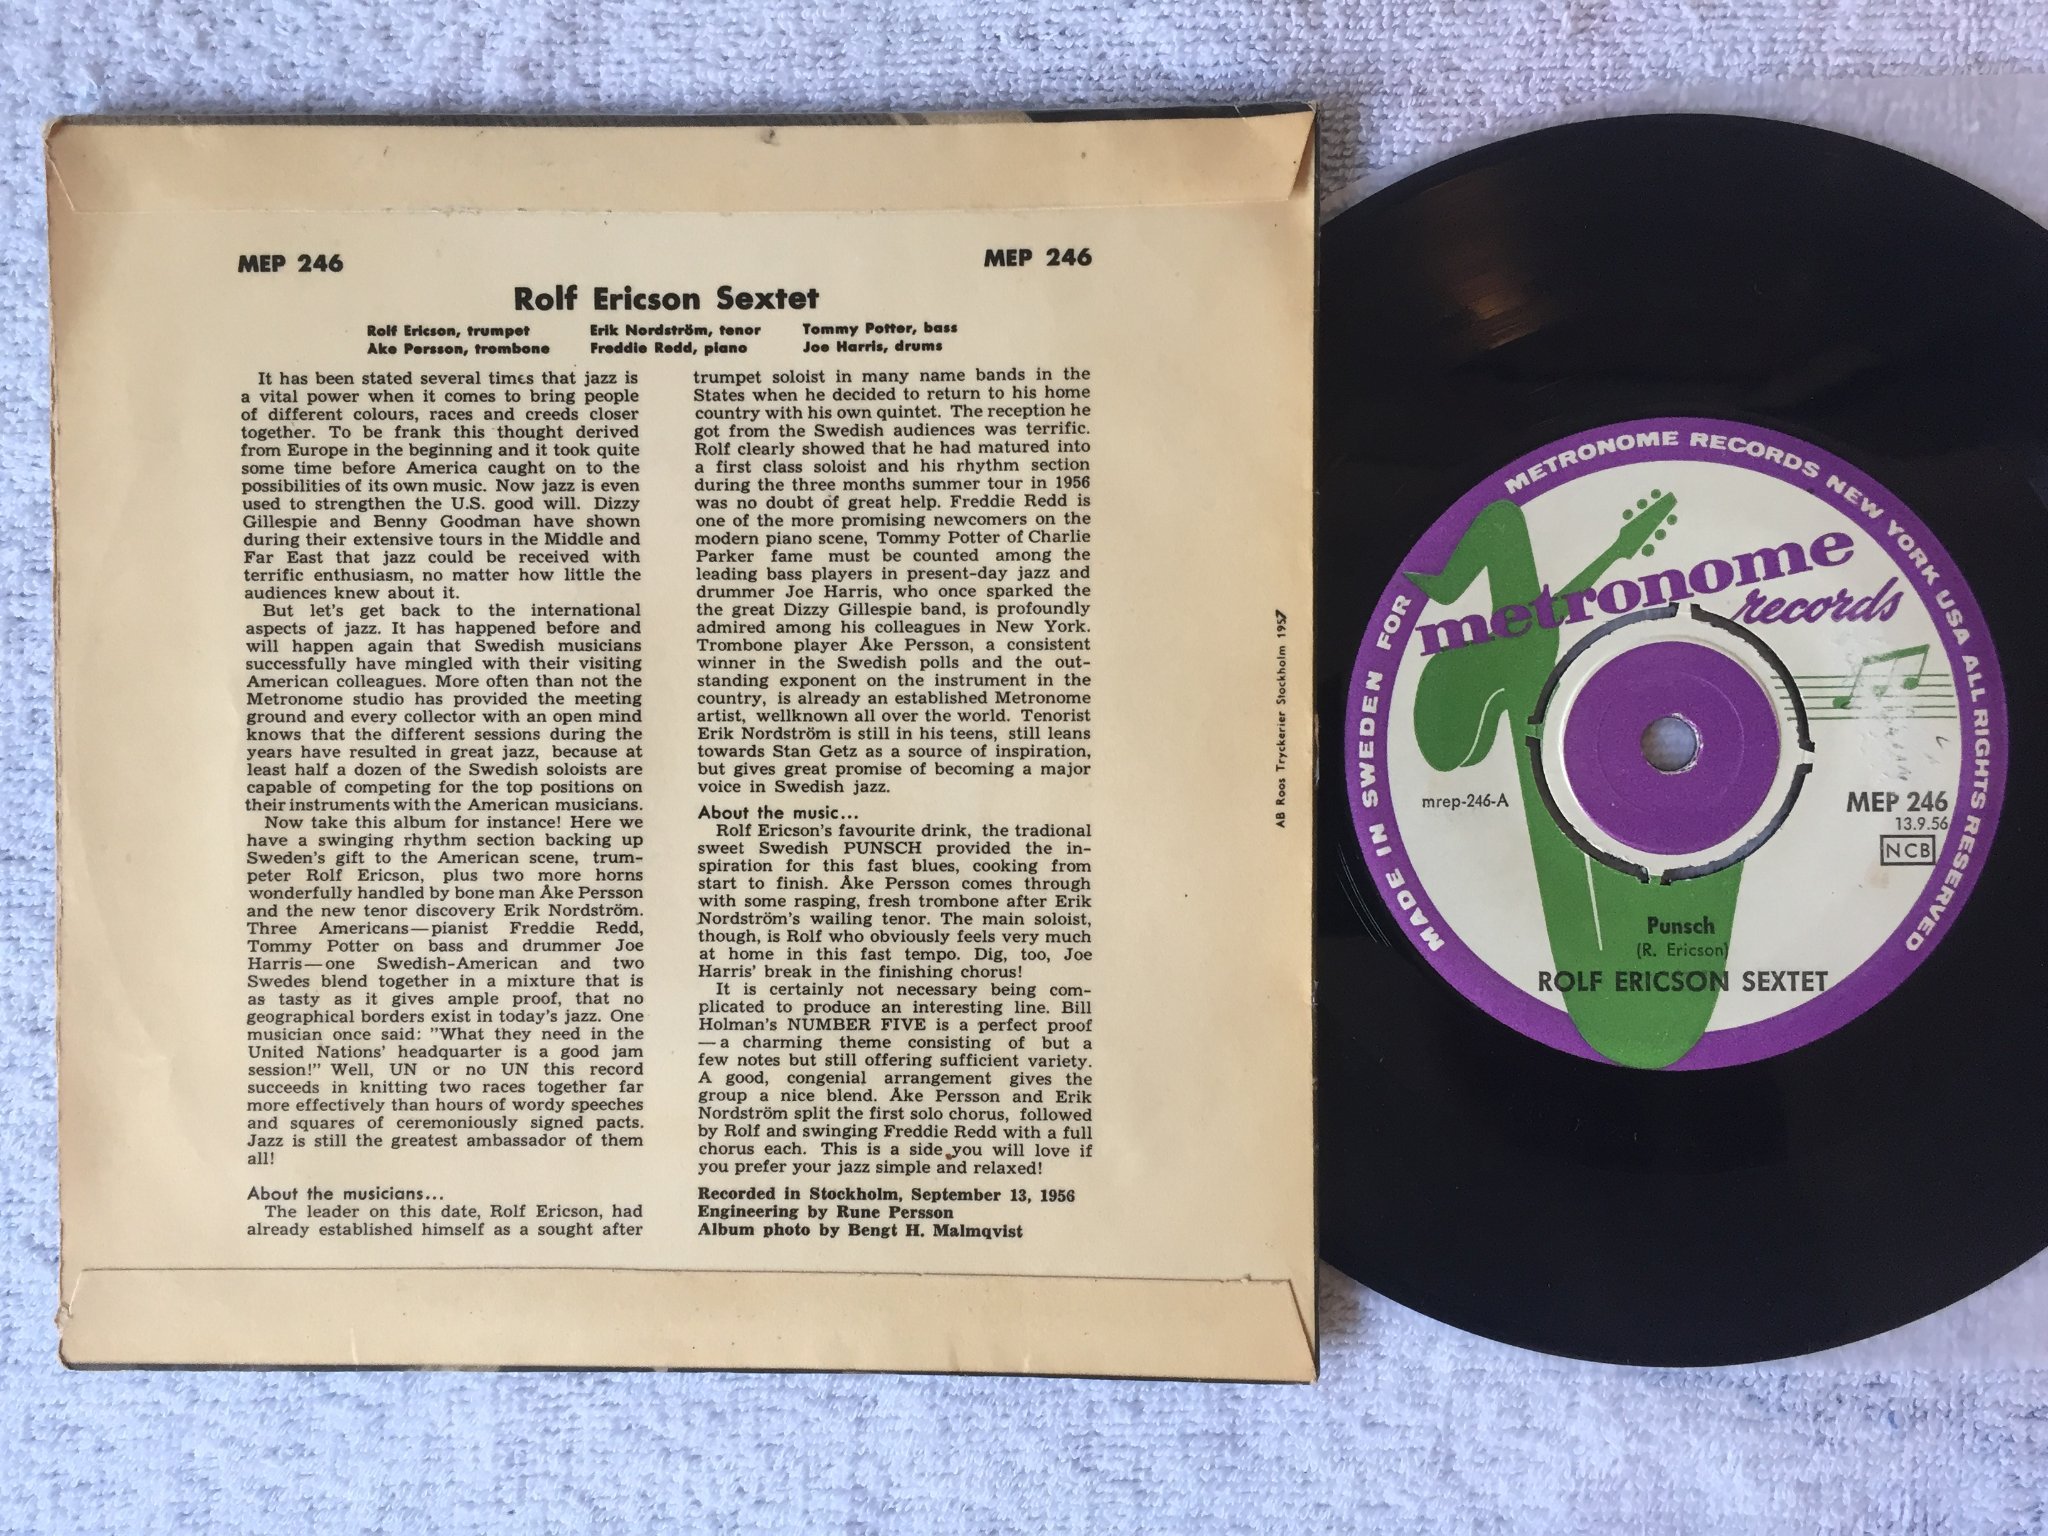 MEP 246
MEP 246
Rolf Ericson Sextet
Rolf Ericson, trumpet
Erik Nordström, tenor
Tommy Potter, bass
Åke Persson, trombone
Freddie Redd, piano
Joe Harris, drums
It has been stated several times that jazz is
a vital power when it comes to bring people
of different colours, races and creeds closer
together. To be frank this thought derived
from Europe in the beginning and it took quite
some time before America caught on to the
possibilities of its own music. Now jazz is even
used to strengthen the U.S. good will. Dizzy
Gillespie and Benny Goodman have shown
during their extensive tours in the Middle and
Far East that jazz could be received with
terrific enthusiasm, no matter how little the
audiences knew about it.
But let's get back to the international
aspects of jazz. It has happened before and
will happen again that Swedish musicians
successfully have mingled with their visiting
American colleagues. More often than not the
Metronome studio has provided the meeting
ground and every collector with an open mind
knows that the different sessions during the
years have resulted in great jazz, because at
least half a dozen of the Swedish soloists are
capable of competing for the top positions on
their instruments with the American musicians.
Now take this album for instance! Here we
have a swinging rhythm section backing up
Sweden's gift to the American scene, trum-
peter Rolf Ericson, plus two more horns
wonderfully handled by bone man Åke Persson
and the new tenor discovery Erik Nordström.
Three Americans—pianist Freddie Redd,
Tommy Potter on bass and drummer Joe
Harris—one Swedish-American and two
Swedes blend together in a mixture that is
as tasty as it gives ample proof, that no
geographical borders exist in today's jazz. One
musician once said: ”What they need in the
United Nations' headquarter is a good jam
session!” Well, UN or no UN this record
succeeds in knitting two races together far
more effectively than hours of wordy speeches
and squares of ceremoniously signed pacts.
Jazz is still the greatest ambassador of them
all!
About the musicians...
The leader on this date, Rolf Ericson, had
already established himself as a sought after
trumpet soloist in many name bands in the
States when he decided to return to his home
country with his own quintet. The reception he
got from the Swedish audiences was terrific.
Rolf clearly showed that he had matured into
a first class soloist and his rhythm section
during the three months summer tour in 1956
was no doubt of great help. Freddie Redd is
one of the more promising newcomers on the
modern piano scene, Tommy Potter of Charlie
Parker fame must be counted among the
leading bass players in present-day jazz and
drummer Joe Harris, who once sparked the
the great Dizzy Gillespie band, is profoundly
admired among his colleagues in New York.
Trombone player Åke Persson, a consistent
winner in the Swedish polls and the out-
standing exponent on the instrument in the
country, is already an established Metronome
artist, wellknown all over the world. Tenorist
Erik Nordström is still in his teens, still leans
towards Stan Getz as a source of inspiration,
but gives great promise of becoming a major
voice in Swedish jazz.
About the music...
Rolf Ericson's favourite drink, the tradional
sweet Swedish PUNSCH provided the in-
spiration for this fast blues, cooking from
start to finish. Åke Persson comes through
with some rasping, fresh trombone after Erik
Nordström's wailing tenor. The main soloist,
though, is Rolf who obviously feels very much
at home in this fast tempo. Dig, too, Joe
Harris' break in the finishing chorus!
It is certainly not necessary being com-
plicated to produce an interesting line. Bill
Holman's NUMBER FIVE is a perfect proof
—a charming theme consisting of but a
few notes but still offering sufficient variety.
A good, congenial arrangement gives the
group a nice blend. Åke Persson and Erik
Nordström split the first solo chorus, followed
by Rolf and swinging Freddie Redd with a full
chorus each. This is a side you will love if
you prefer your jazz simple and relaxed!
Recorded in Stockholm, September 13, 1956
Engineering by Rune Persson
Album photo by Bengt H. Malmqvist
AB Roos Tryckerier Stockholm 1957
MADE IN SWEDEN FOR METRONOME RECORDS NEW YORK USA ALL RIGHTS RESERVED
metronome
records
mrep-246-A
MEP 246
13.9.56
NCB
Punsch
(R. Ericson)
ROLF ERICSON SEXTET